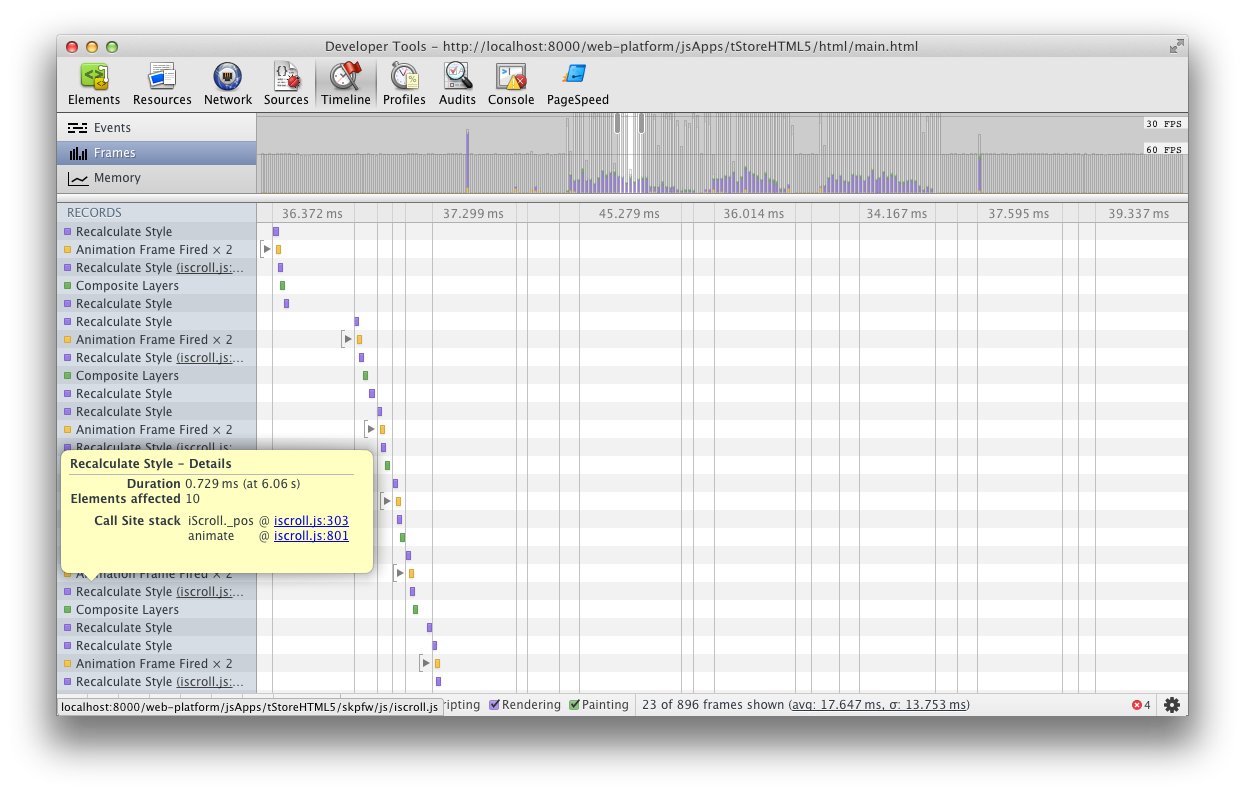 Developer Tools – http://localhost:8000/web-platform/jsApps/tStoreHTML5/html/main.html
Elements Resources Network Sources Timeline Profiles Audits Console PageSpeed
Events
Frames
Memory
30 FPS
60 FPS
RECORDS 36.372 ms 37.299 ms 45.279 ms 36.014 ms 34.167 ms 37.595 ms 39.337 ms
Recalculate Style
Animation Frame Fired × 2
Recalculate Style (iscroll.js:...
Composite Layers
Recalculate Style
Recalculate Style
Animation Frame Fired × 2
Recalculate Style (iscroll.js:...
Composite Layers
Recalculate Style
Recalculate Style
Animation Frame Fired × 2
Recalculate Style (iscroll.js:
Recalculate Style – Details
Duration 0.729 ms (at 6.06 s)
Elements affected 10
Call Site stack iScroll._pos @ iscroll.js:303
animate @ iscroll.js:801
Animation Frame Fired × 2
Recalculate Style (iscroll.js:...
Composite Layers
Recalculate Style
Recalculate Style
Animation Frame Fired × 2
Recalculate Style (iscroll.js:...
localhost:8000/web-platform/jsApps/tStoreHTML5/skpfw/js/iscroll.js ripting Rendering Painting 23 of 896 frames shown (avg: 17.647 ms, σ: 13.753 ms) 4